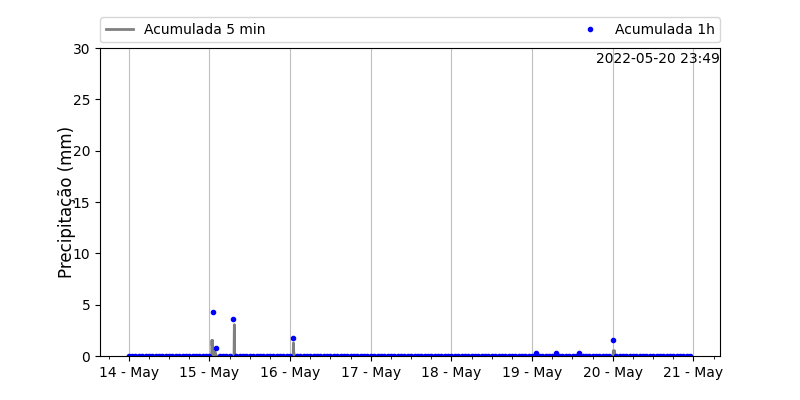 Acumulada 5 min
Acumulada 1h
2022-05-20 23:49
Precipitação (mm)
30
25
20
15
10
5
0
14 - May
15 - May
16 - May
17 - May
18 - May
19 - May
20 - May
21 - May